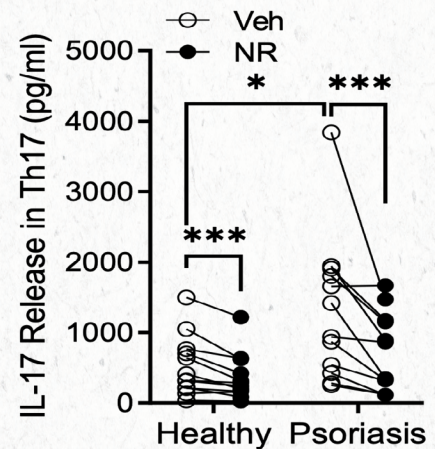 Veh
NR
IL-17 Release in Th17 (pg/ml)
5000
4000
3000
2000
1000
0
* ***
***
Healthy Psoriasis